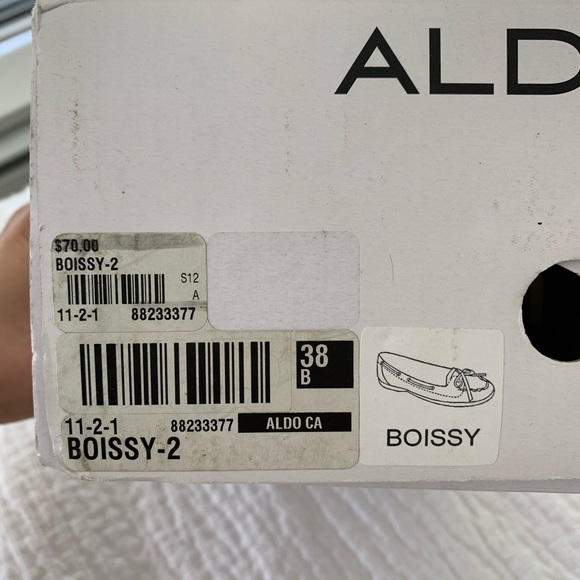 ALD
$70.00
BOISSY-2
S12
A
11-2-1 88233377
38
B
11-2-1 88233377 ALDO CA
BOISSY-2
BOISSY